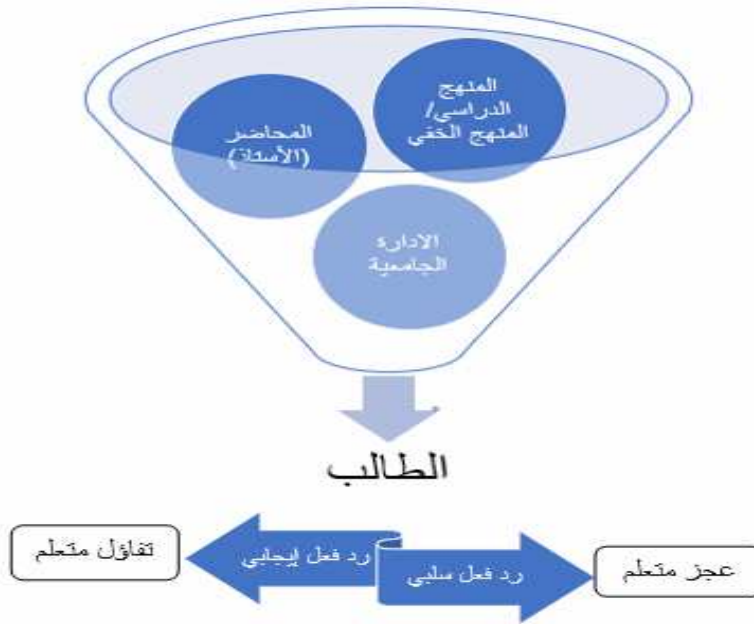 المنهج
الدراسي/
المنهج الخفي
المحاضر
(الأستاذ)
الادارة
الجامعية
الطالب
رد فعل إيجابي
تفاؤل متعلم
رد فعل سلبي
عجز متعلم